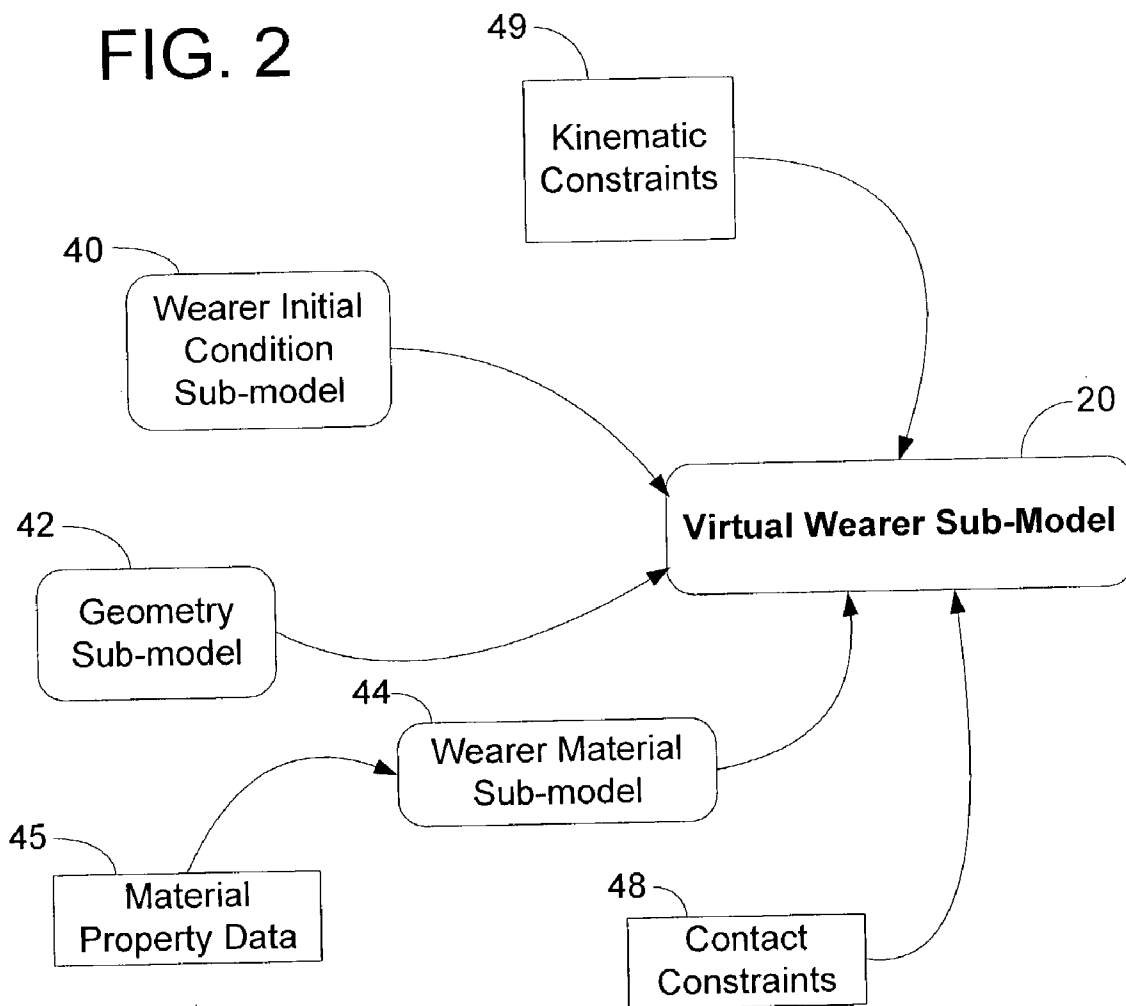 FIG. 2
49
Kinematic
Constraints
40
Wearer Initial
Condition
Sub-model
20
Virtual Wearer Sub-Model
42
Geometry
Sub-model
44
Wearer Material
Sub-model
45
Material
Property Data
48
Contact
Constraints